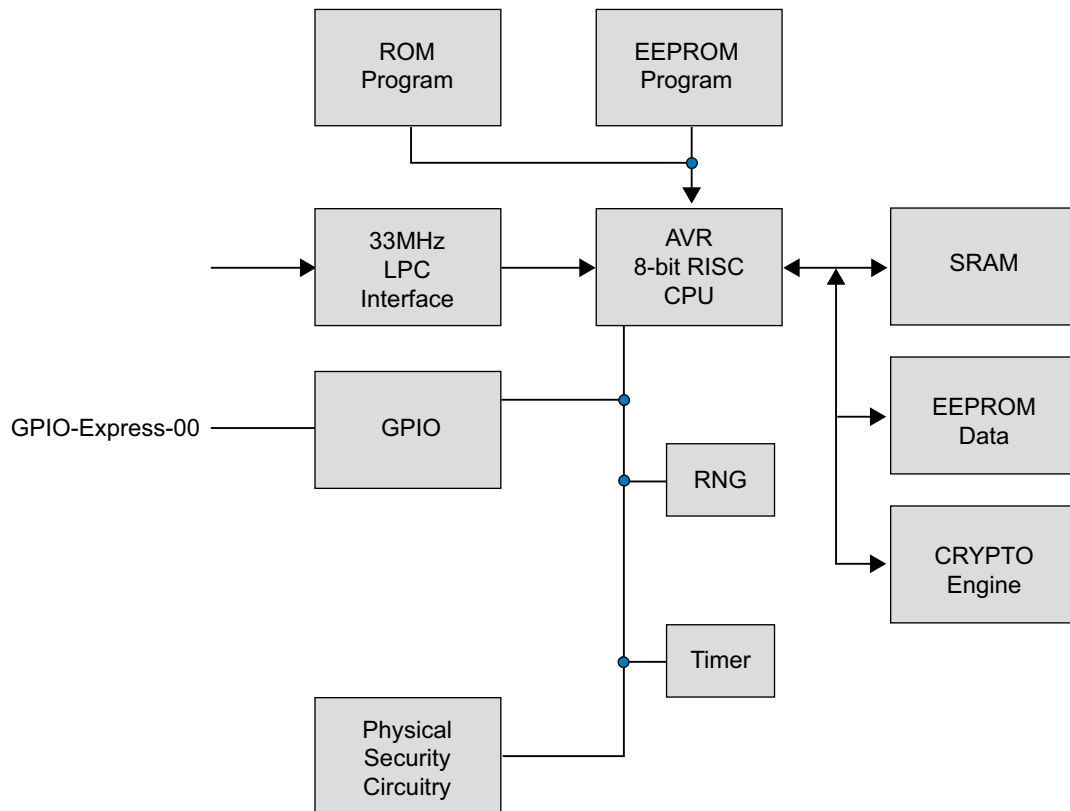 ROM
Program
EEPROM
Program
33MHz
LPC
Interface
AVR
8-bit RISC
CPU
SRAM
GPIO-Express-00
GPIO
EEPROM
Data
RNG
CRYPTO
Engine
Timer
Physical
Security
Circuitry